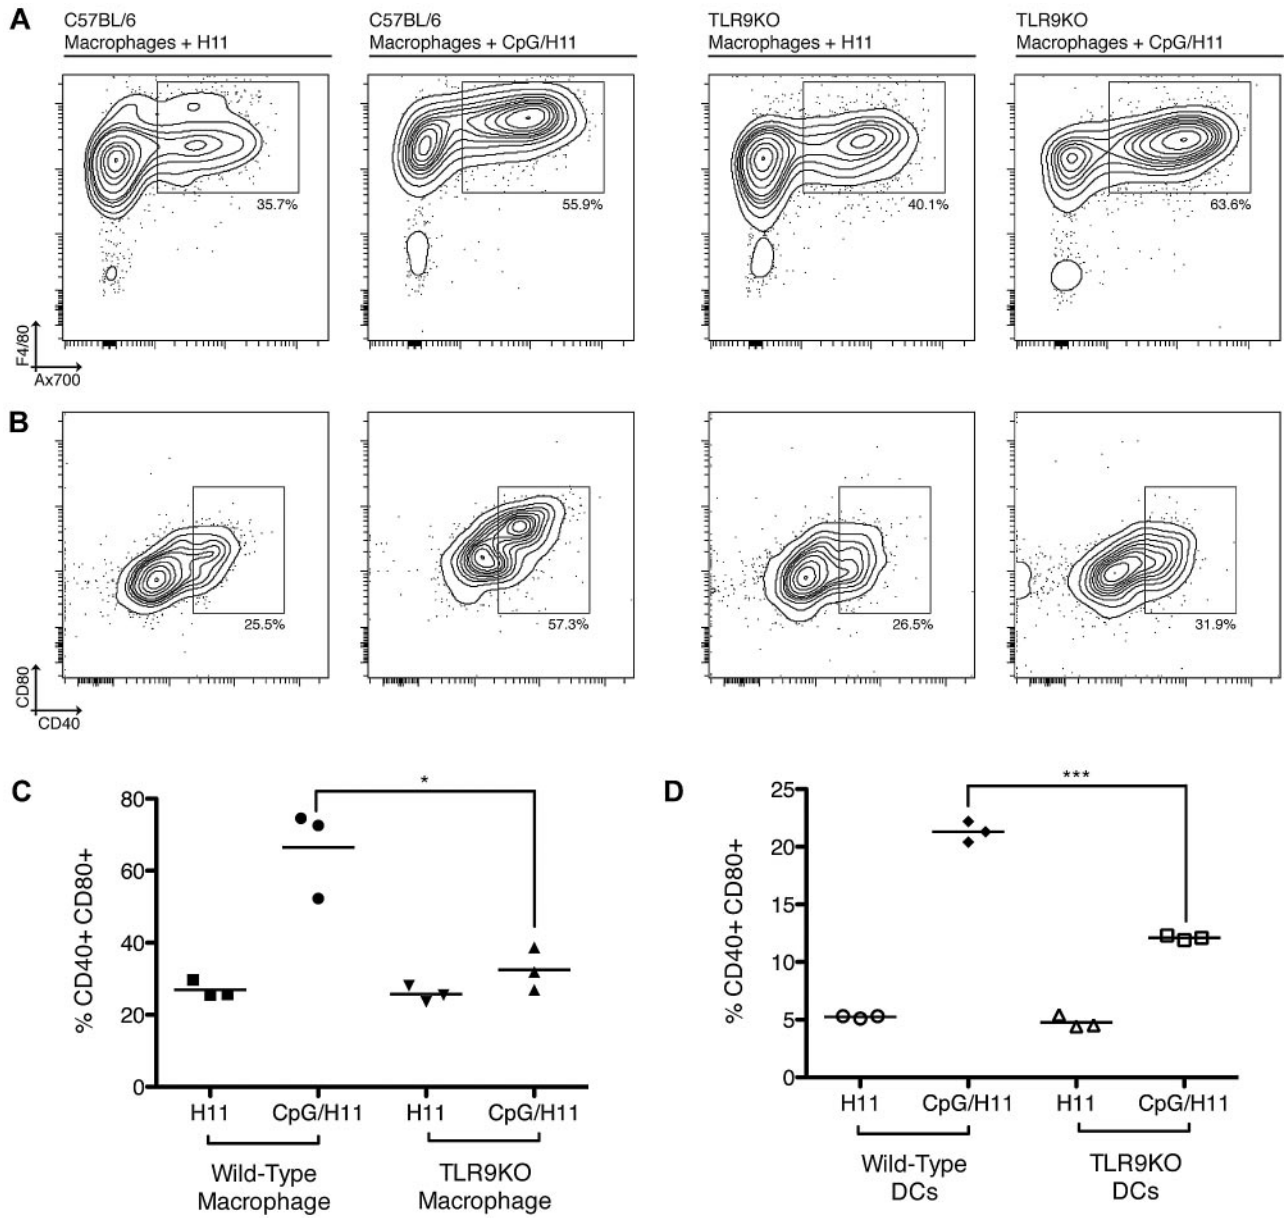 A
C57BL/6
Macrophages + H11
C57BL/6
Macrophages + CpG/H11
TLR9KO
Macrophages + H11
TLR9KO
Macrophages + CpG/H11
35.7%
55.9%
40.1%
63.6%
F4/80
Ax700
B
25.5%
57.3%
26.5%
31.9%
CD80
CD40
C
% CD40+ CD80+
80
60
40
20
0
*
H11
CpG/H11
H11
CpG/H11
Wild-Type
Macrophage
TLR9KO
Macrophage
D
% CD40+ CD80+
25
20
15
10
5
0
***
H11
CpG/H11
H11
CpG/H11
Wild-Type
DCs
TLR9KO
DCs